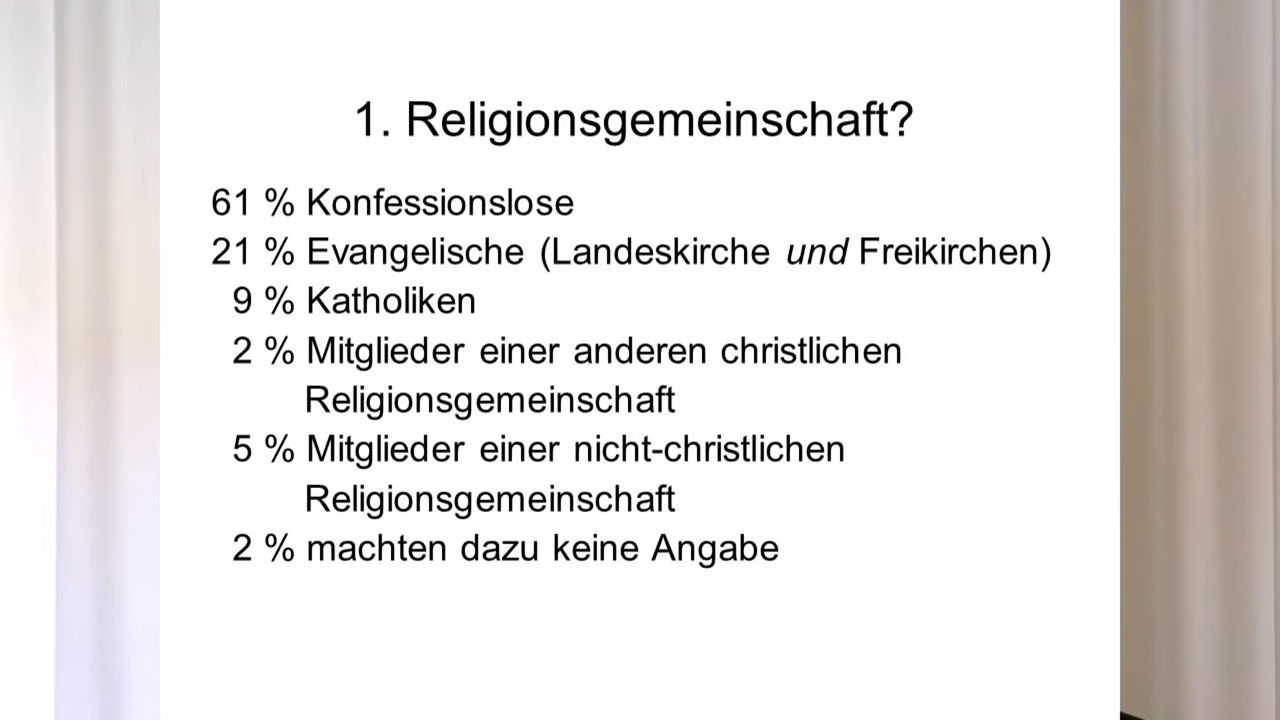 1. Religionsgemeinschaft?
61 % Konfessionslose
21 % Evangelische (Landeskirche und Freikirchen)
9 % Katholiken
2 % Mitglieder einer anderen christlichen
Religionsgemeinschaft
5 % Mitglieder einer nicht-christlichen
Religionsgemeinschaft
2 % machten dazu keine Angabe